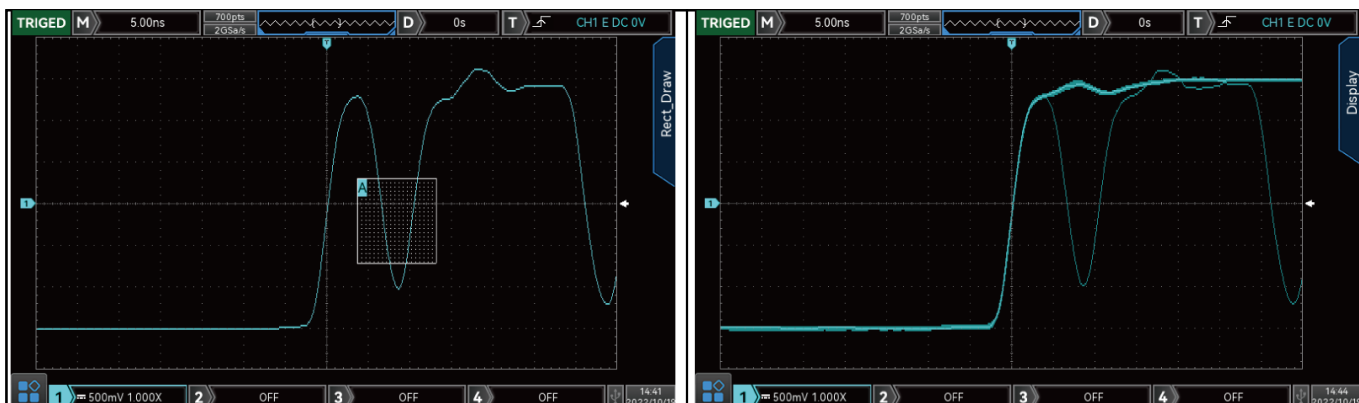 TRIGED M 5.00ns 700pts 2GSa/s D 0s T CH1 E DC 0V
T
Rect_Draw
A
1
1 500mV 1.000X 2 OFF 3 OFF 4 OFF 14:41
TRIGED M 5.00ns 700pts 2GSa/s D 0s T CH1 E DC 0V
T
Display
1
1 500mV 1.000X 2 OFF 3 OFF 4 OFF 14:44